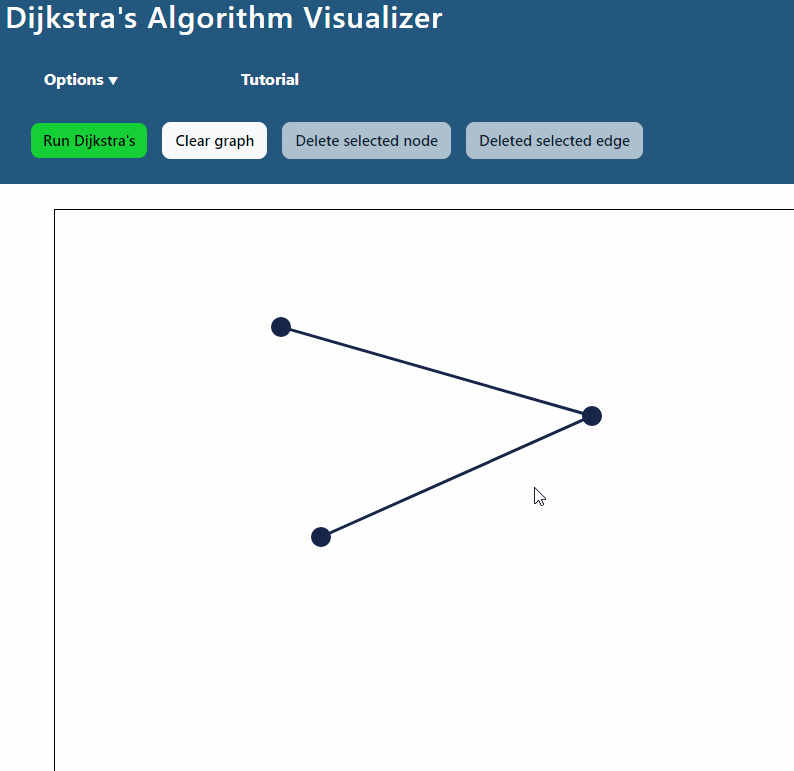 Dijkstra's Algorithm Visualizer
Options ▾ Tutorial
Run Dijkstra's Clear graph Delete selected node Deleted selected edge